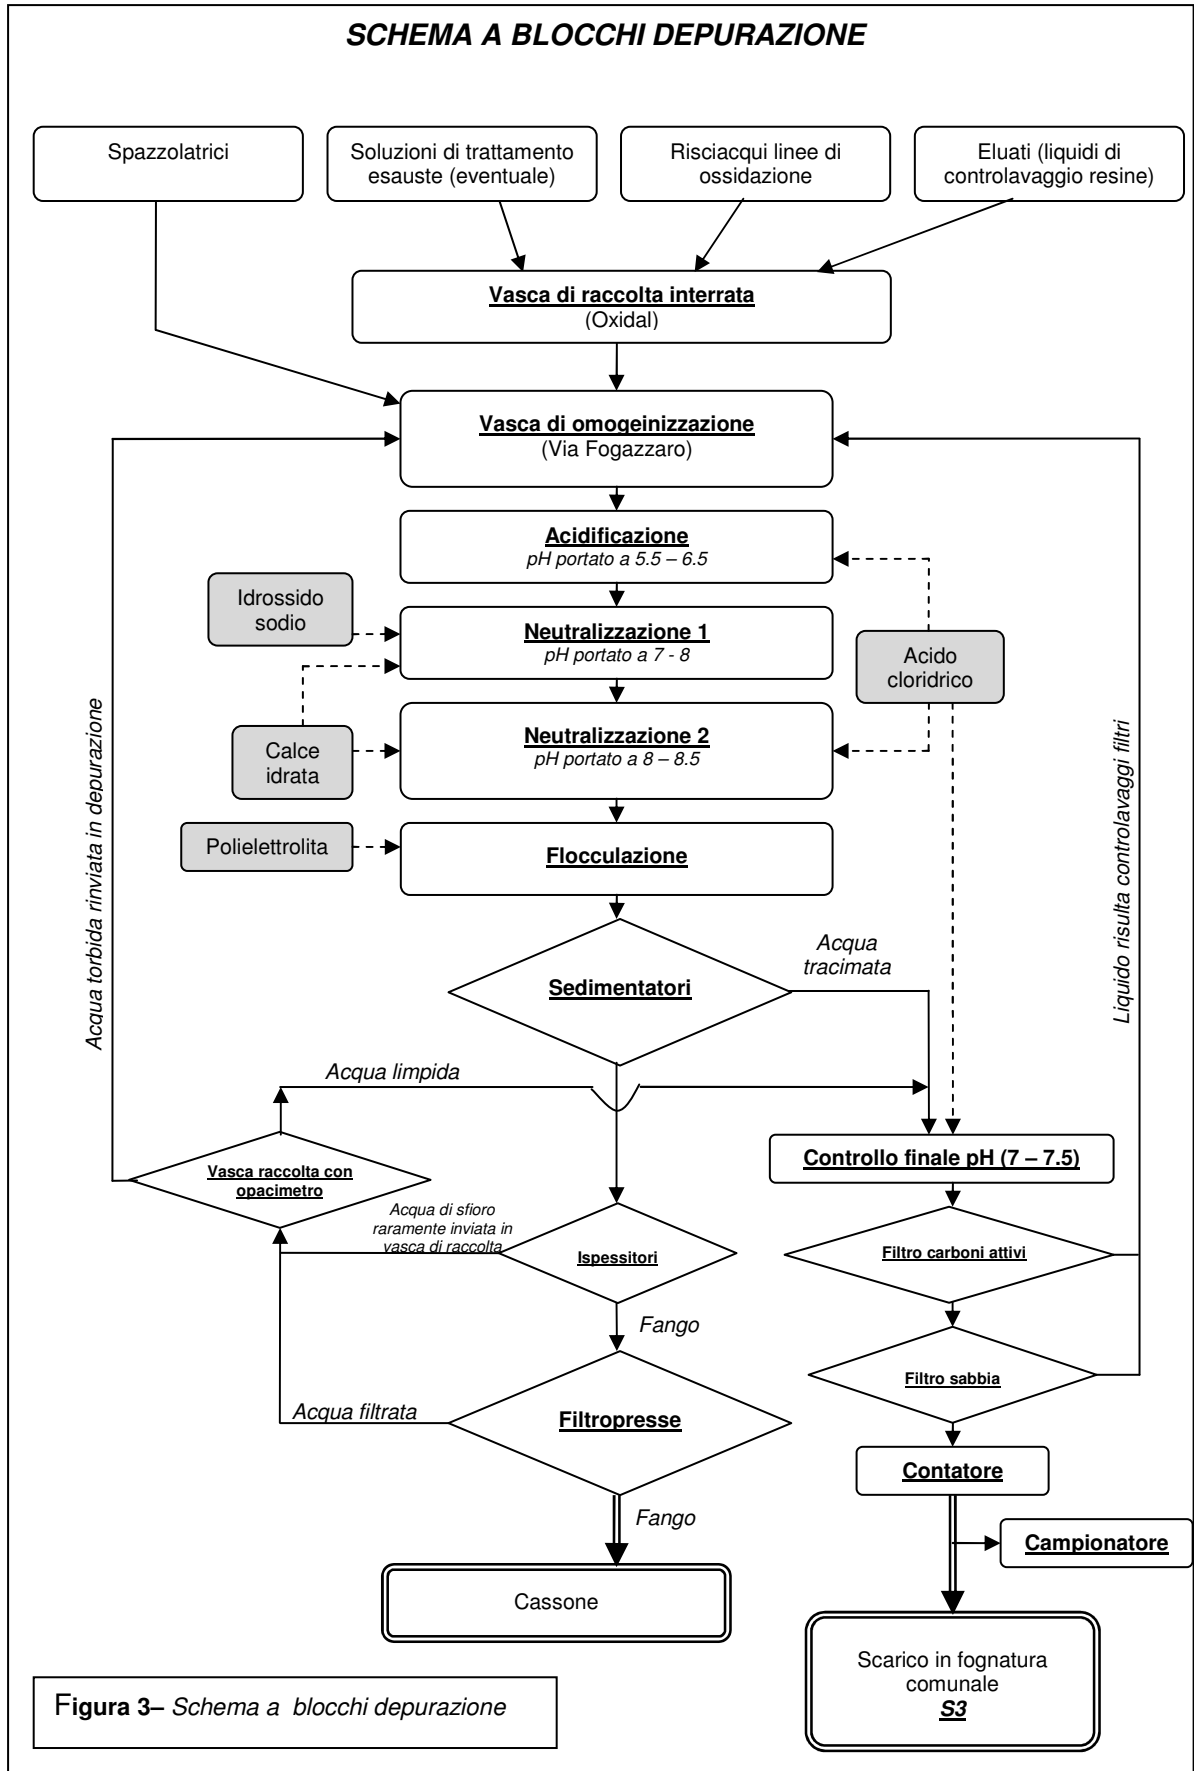 SCHEMA A BLOCCHI DEPURAZIONE
Spazzolatrici
Soluzioni di trattamento
esauste (eventuale)
Risciacqui linee di
ossidazione
Eluati (liquidi di
controlavaggio resine)
Vasca di raccolta interrata
(Oxidal)
Vasca di omogeinizzazione
(Via Fogazzaro)
Acidificazione
pH portato a 5.5 – 6.5
Idrossido
sodio
Neutralizzazione 1
pH portato a 7 - 8
Acido
cloridrico
Calce
idrata
Neutralizzazione 2
pH portato a 8 – 8.5
Polielettrolita
Flocculazione
Acqua torbida rinviata in depurazione
Liquido risulta controlavaggi filtri
Acqua
tracimata
Sedimentatori
Acqua limpida
Vasca raccolta con
opacimetro
Controllo finale pH (7 – 7.5)
Acqua di sfioro
raramente inviata in
vasca di raccolta
Ispessitori
Filtro carboni attivi
Fango
Filtro sabbia
Acqua filtrata
Filtropresse
Contatore
Fango
Campionatore
Cassone
Scarico in fognatura
comunale
S3
Figura 3– Schema a blocchi depurazione